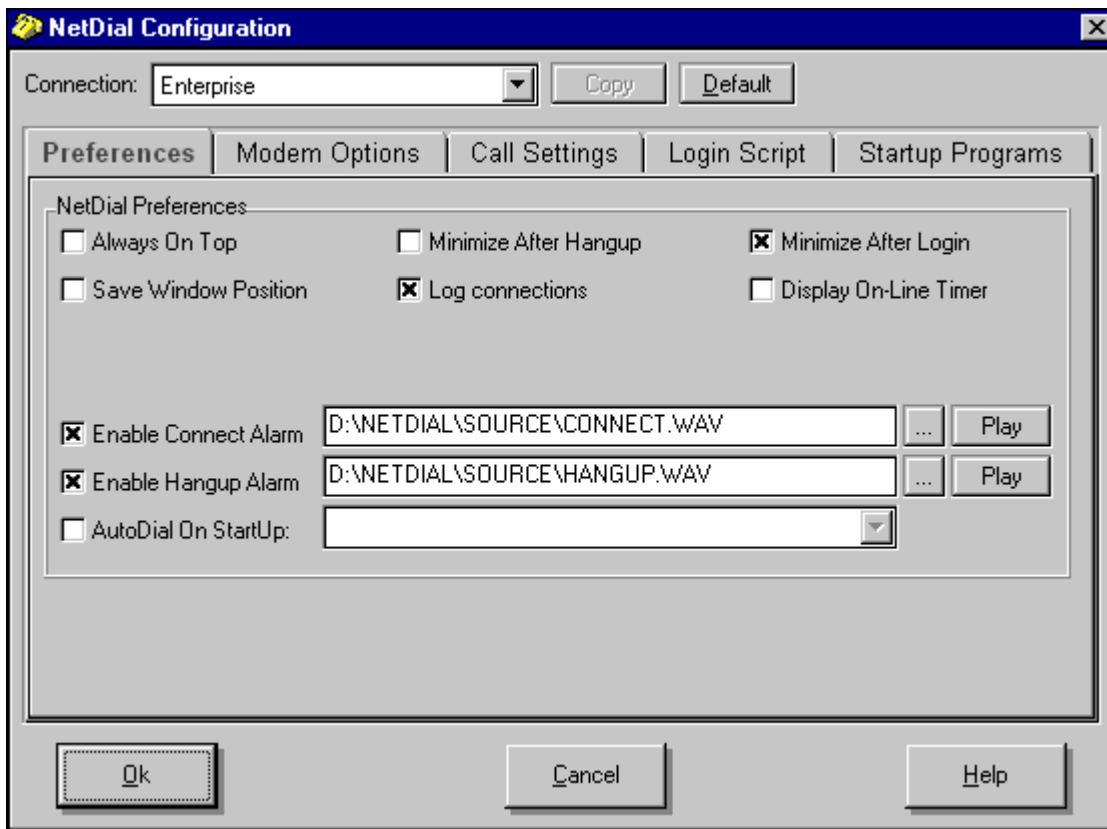 NetDial Configuration
Connection: Enterprise Copy Default
Preferences Modem Options Call Settings Login Script Startup Programs
NetDial Preferences
Always On Top Minimize After Hangup Minimize After Login
Save Window Position Log connections Display On-Line Timer
Enable Connect Alarm D:\NETDIAL\SOURCE\CONNECT.WAV ... Play
Enable Hangup Alarm D:\NETDIAL\SOURCE\HANGUP.WAV ... Play
AutoDial On StartUp:
Ok Cancel Help